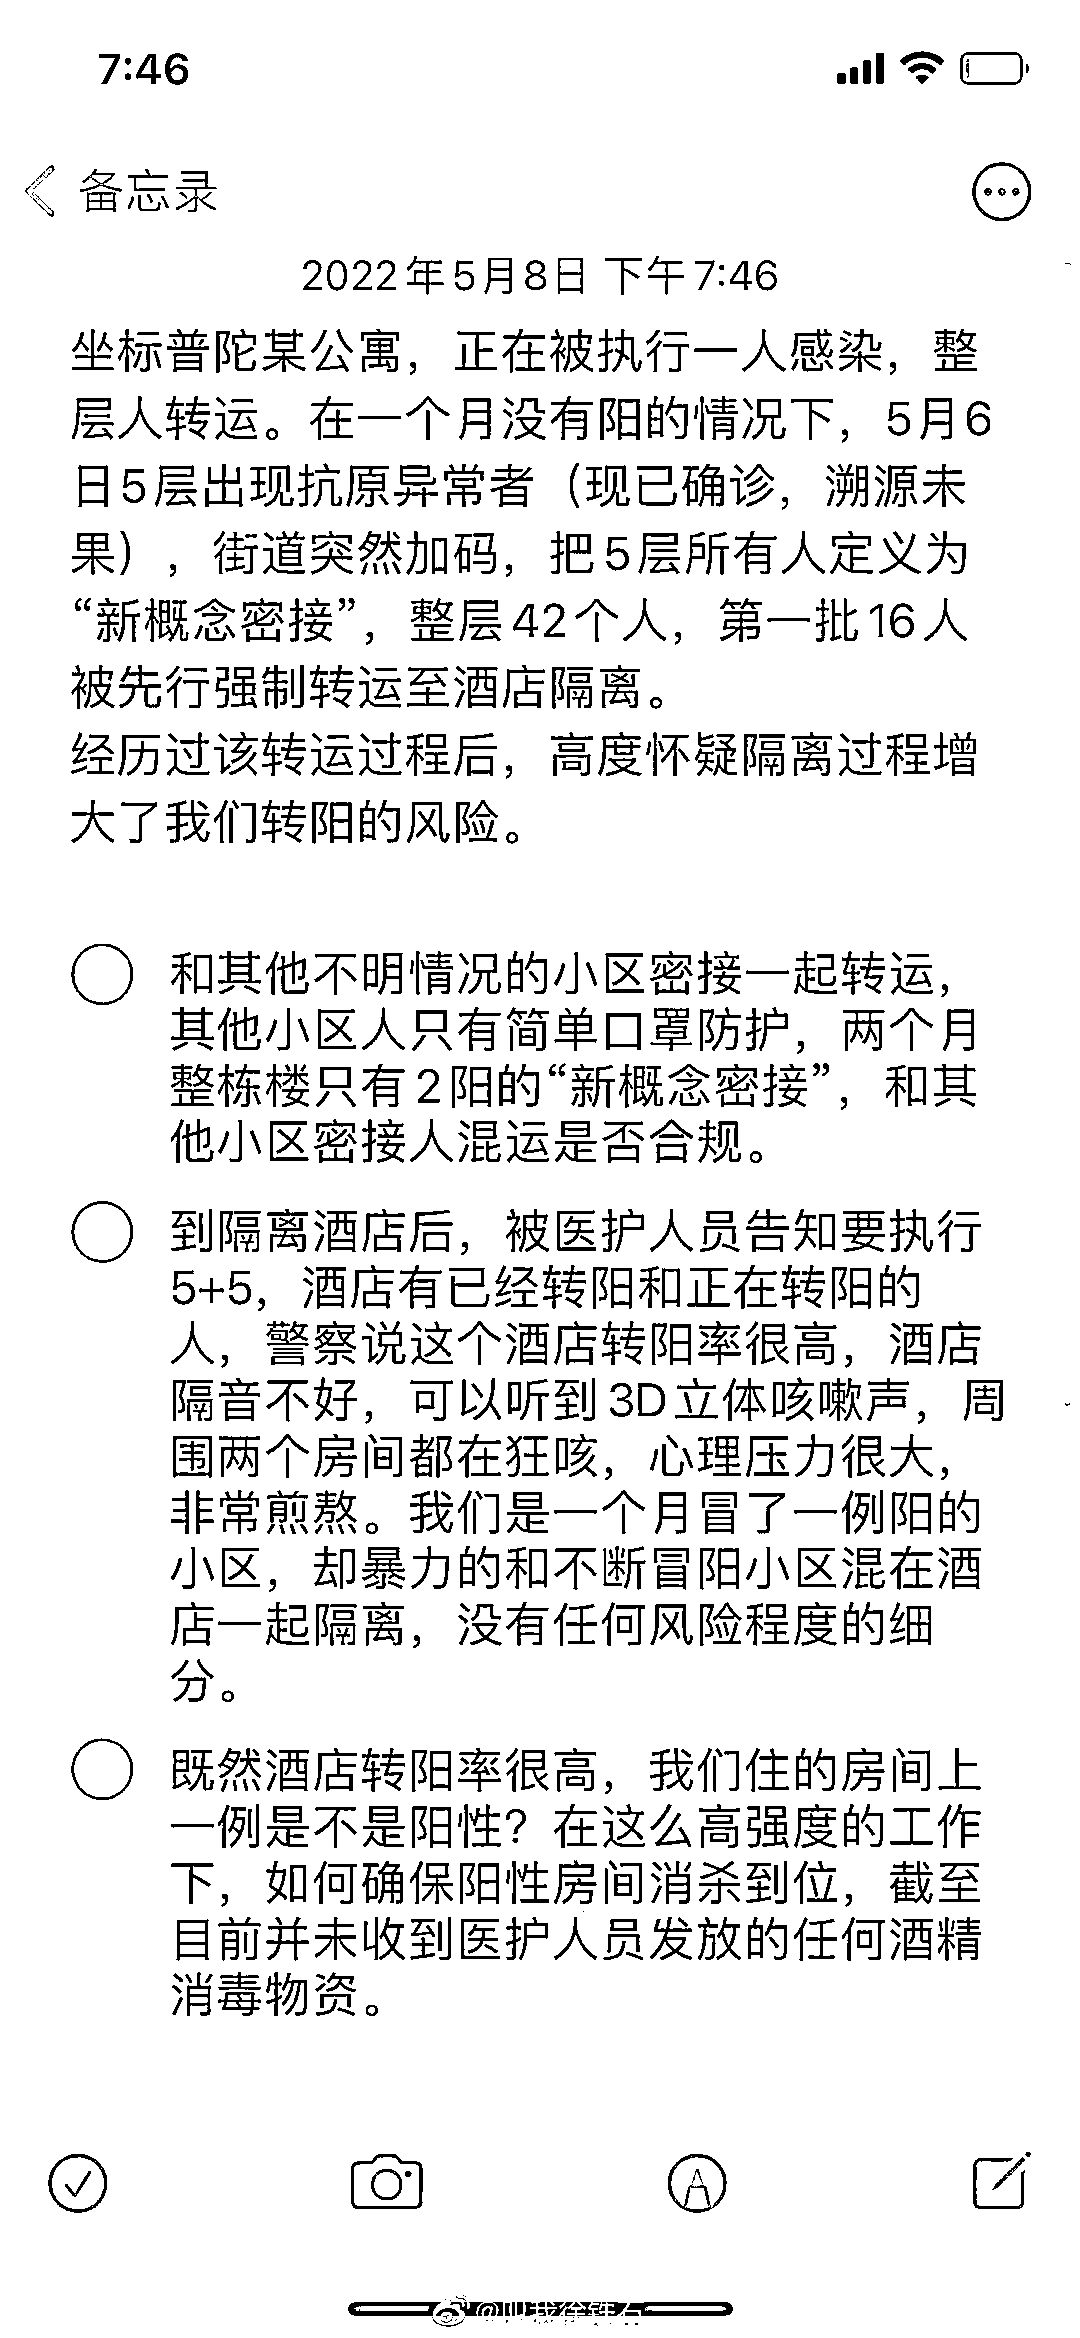 7:46
备忘录
2022年5月8日 下午7:46
坐标普陀某公寓，正在被执行一人感染，整
层人转运。在一个月没有阳的情况下，5月6
日5层出现抗原异常者（现已确诊，溯源未
果），街道突然加码，把5层所有人定义为
“新概念密接”，整层42个人，第一批16人
被先行强制转运至酒店隔离。
经历过该转运过程后，高度怀疑隔离过程增
大了我们转阳的风险。
和其他不明情况的小区密接一起转运，
其他小区人只有简单口罩防护，两个月
整栋楼只有2阳的“新概念密接”，和其
他小区密接人混运是否合规。
到隔离酒店后，被医护人员告知要执行
5+5，酒店有已经转阳和正在转阳的
人，警察说这个酒店转阳率很高，酒店
隔音不好，可以听到3D立体咳嗽声，周
围两个房间都在狂咳，心理压力很大，
非常煎熬。我们是一个月冒了一例阳的
小区，却暴力的和不断冒阳小区混在酒
店一起隔离，没有任何风险程度的细
分。
既然酒店转阳率很高，我们住的房间上
一例是不是阳性？在这么高强度的工作
下，如何确保阳性房间消杀到位，截至
目前并未收到医护人员发放的任何酒精
消毒物资。